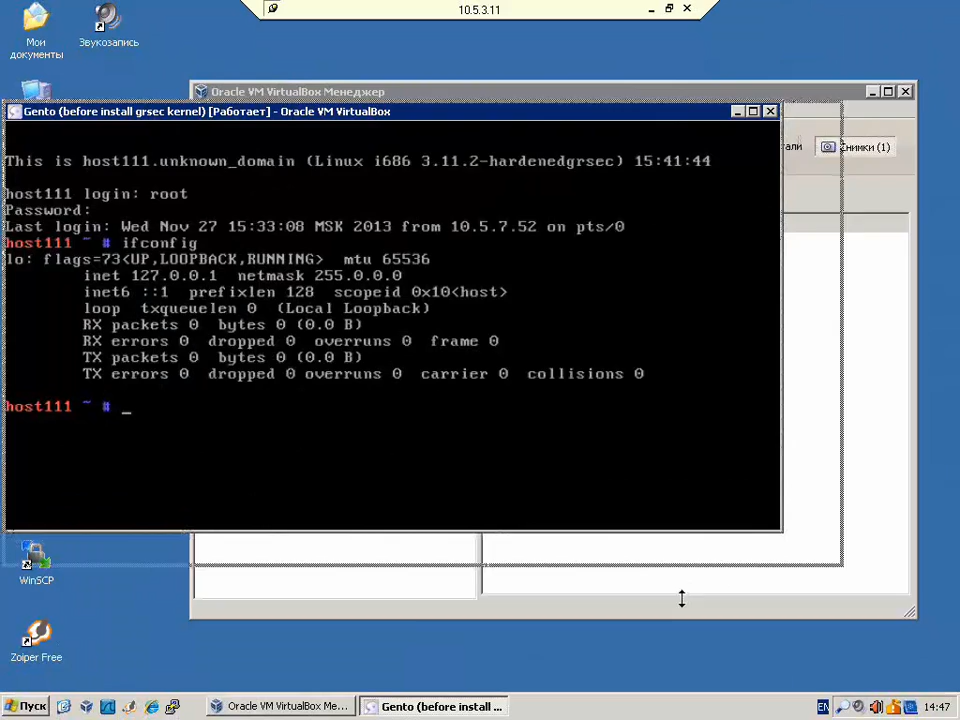 10.5.3.11
Мои документы
Звукозапись
Oracle VM VirtualBox Менеджер
Gento (before install grsec kernel) [Работает] - Oracle VM VirtualBox
Снимки (1)
This is host111.unknown_domain (Linux i686 3.11.2-hardenedgrsec) 15:41:44
host111 login: root
Password:
Last login: Wed Nov 27 15:33:08 MSK 2013 from 10.5.7.52 on pts/0
host111 ~ # ifconfig
lo: flags=73<UP,LOOPBACK,RUNNING>  mtu 65536
inet 127.0.0.1  netmask 255.0.0.0
inet6 ::1  prefixlen 128  scopeid 0x10<host>
loop  txqueuelen 0  (Local Loopback)
RX packets 0  bytes 0 (0.0 B)
RX errors 0  dropped 0  overruns 0  frame 0
TX packets 0  bytes 0 (0.0 B)
TX errors 0  dropped 0 overruns 0  carrier 0  collisions 0
host111 ~ # _
WinSCP
Zoiper Free
Пуск
Oracle VM VirtualBox Ме...
Gento (before install ...
EN
14:47